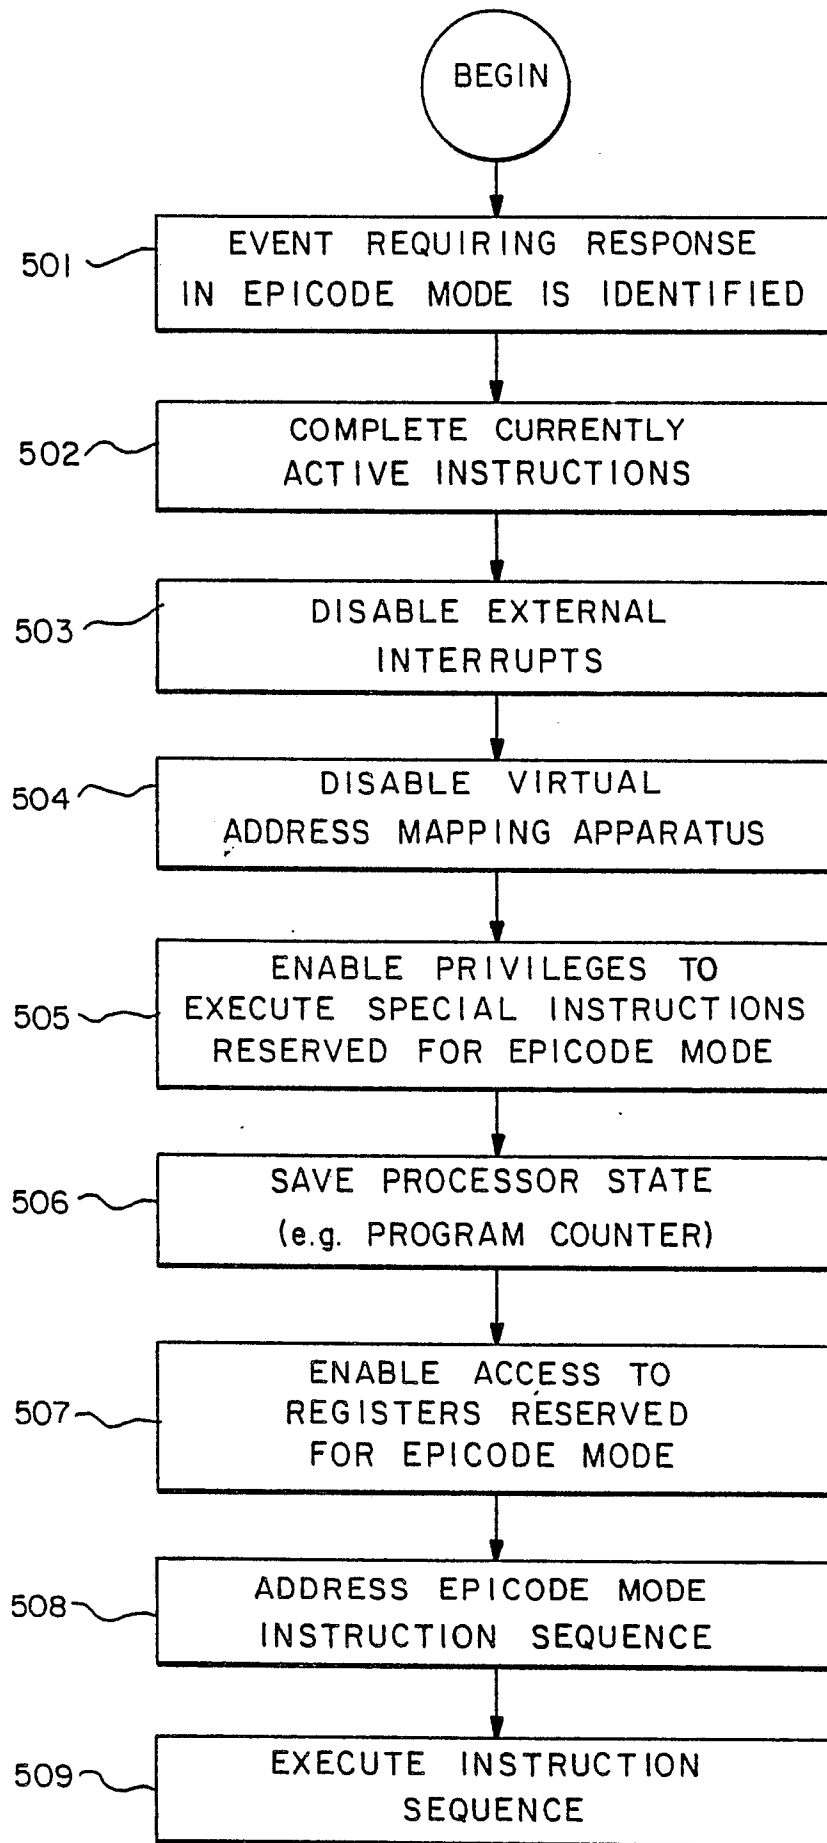 BEGIN
501
EVENT REQUIRING RESPONSE
IN EPICODE MODE IS IDENTIFIED
502
COMPLETE CURRENTLY
ACTIVE INSTRUCTIONS
503
DISABLE EXTERNAL
INTERRUPTS
504
DISABLE VIRTUAL
ADDRESS MAPPING APPARATUS
505
ENABLE PRIVILEGES TO
EXECUTE SPECIAL INSTRUCTIONS
RESERVED FOR EPICODE MODE
506
SAVE PROCESSOR STATE
(e.g. PROGRAM COUNTER)
507
ENABLE ACCESS TO
REGISTERS RESERVED
FOR EPICODE MODE
508
ADDRESS EPICODE MODE
INSTRUCTION SEQUENCE
509
EXECUTE INSTRUCTION
SEQUENCE